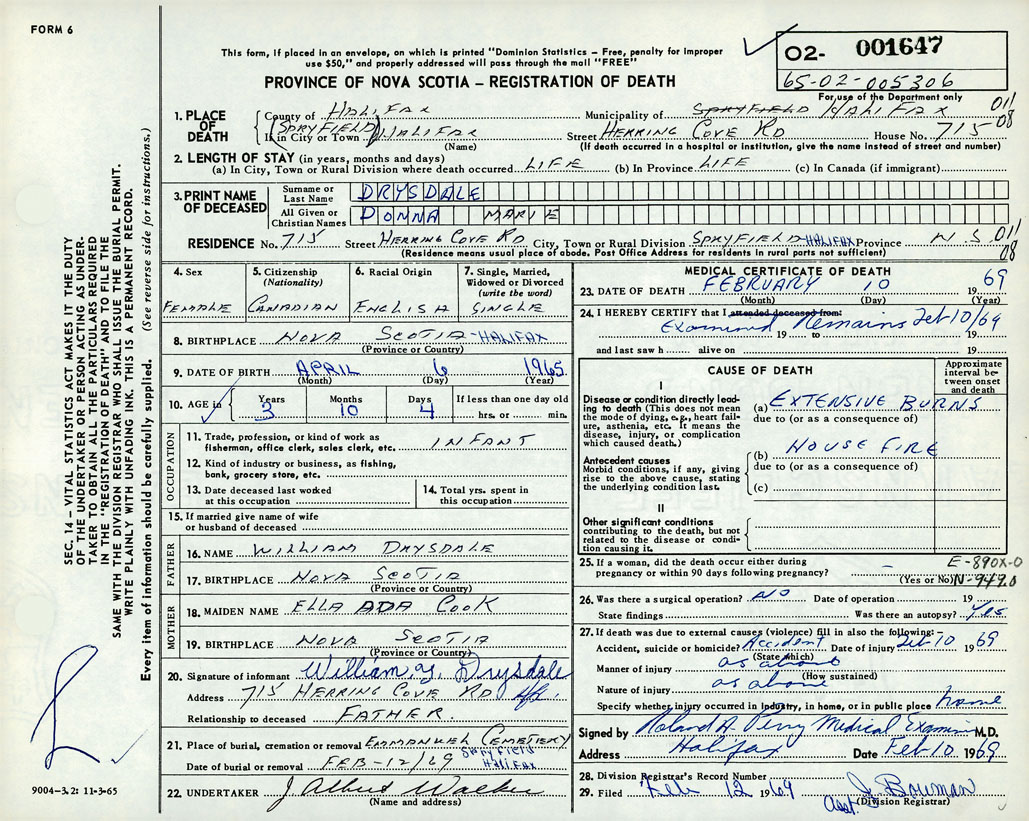 FORM 6
This form, if placed in an envelope, on which is printed "Dominion Statistics – Free, penalty for improper
use $50," and properly addressed will pass through the mail "FREE"
PROVINCE OF NOVA SCOTIA – REGISTRATION OF DEATH
02- 001647
65-02-005306
For use of the Department only
011
08
1. PLACE OF DEATH
County of HALIFAX Municipality of SPRYFIELD HALIFAX
If in City or Town (SPRYFIELD) HALIFAX Street HERRING COVE RD House No. 715
(Name) (If death occurred in a hospital or institution, give the name instead of street and number)
2. LENGTH OF STAY (in years, months and days)
(a) In City, Town or Rural Division where death occurred LIFE (b) In Province LIFE (c) In Canada (if immigrant)
3. PRINT NAME OF DECEASED
Surname or Last Name DRYSDALE
All Given or Christian Names DONNA MARIE
RESIDENCE No. 715 Street HERRING COVE RD City, Town or Rural Division SPRYFIELD-HALIFAX Province N.S. 011
08
(Residence means usual place of abode. Post Office Address for residents in rural parts not sufficient)
4. Sex
FEMALE
5. Citizenship
(Nationality)
CANADIAN
6. Racial Origin
ENGLISH
7. Single, Married,
Widowed or Divorced
(write the word)
SINGLE
8. BIRTHPLACE NOVA SCOTIA - HALIFAX
(Province or Country)
9. DATE OF BIRTH APRIL 6 1965
(Month) (Day) (Year)
10. AGE Years Months Days If less than one day old
3 10 4 hrs. or min.
OCCUPATION
11. Trade, profession, or kind of work as
fisherman, office clerk, sales clerk, etc. INFANT
12. Kind of industry or business, as fishing,
bank, grocery store, etc.
13. Date deceased last worked
at this occupation
14. Total yrs. spent in
this occupation
15. If married give name of wife
or husband of deceased
FATHER
16. NAME WILLIAM DRYSDALE
17. BIRTHPLACE NOVA SCOTIA
(Province or Country)
MOTHER
18. MAIDEN NAME ELLA ADA COOK
19. BIRTHPLACE NOVA SCOTIA
(Province or Country)
20. Signature of informant William Y. Drysdale
Address 715 HERRING COVE RD Hfx
Relationship to deceased FATHER.
21. Place of burial, cremation or removal EMMANUEL CEMETERY
Spryfield
HALIFAX
Date of burial or removal FEB-12/69
22. UNDERTAKER J Albert Walker
(Name and address)
MEDICAL CERTIFICATE OF DEATH
23. DATE OF DEATH FEBRUARY 10 1969
(Month) (Day) (Year)
24. I HEREBY CERTIFY that I attended deceased from:
Examined Remains Feb 10/69
19 to 19
and last saw h alive on 19
CAUSE OF DEATH
Approximate
interval be-
tween onset
and death
I
Disease or condition directly lead-
ing to death (This does not mean
the mode of dying, e.g., heart fail-
ure, asthenia, etc. It means the
disease, injury, or complication
which caused death.)
(a) EXTENSIVE BURNS
due to (or as a consequence of)
Antecedent causes
Morbid conditions, if any, giving
rise to the above cause, stating
the underlying condition last.
(b) HOUSE FIRE
due to (or as a consequence of)
(c)
II
Other significant conditions
contributing to the death, but not
related to the disease or condi-
tion causing it.
25. If a woman, did the death occur either during
pregnancy or within 90 days following pregnancy? –
(Yes or No)
E-890X-0
N-949.0
26. Was there a surgical operation? NO Date of operation 19
State findings Was there an autopsy? Yes
27. If death was due to external causes (violence) fill in also the following:-
Accident, suicide or homicide? Accident Date of injury Feb 10 1969
(State which)
Manner of injury as above
(How sustained)
Nature of injury as above
Specify whether injury occurred in industry, in home, or in public place home
Signed by Roland A. Perry Medical Examiner M.D.
Address Halifax Date Feb 10 1969
28. Division Registrar's Record Number
29. Filed Feb 12 1969 Asst. J. Bowman
(Division Registrar)
SEC. 14 – VITAL STATISTICS ACT MAKES IT THE DUTY
OF THE UNDERTAKER OR PERSON ACTING AS UNDER-
TAKER TO OBTAIN ALL THE PARTICULARS REQUIRED
IN THE "REGISTRATION OF DEATH" AND TO FILE THE
SAME WITH THE DIVISION REGISTRAR WHO SHALL ISSUE THE BURIAL PERMIT.
WRITE PLAINLY WITH UNFADING INK. THIS IS A PERMANENT RECORD.
Every item of information should be carefully supplied. (See reverse side for instructions.)
9004-3.2: 11-3-65